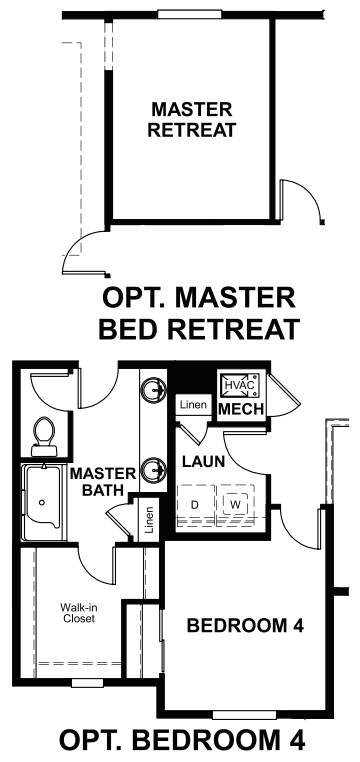 MASTER
RETREAT
OPT. MASTER
BED RETREAT
HVAC
MECH
Linen
LAUN
MASTER
BATH
D
W
Linen
Walk-in
Closet
BEDROOM 4
OPT. BEDROOM 4